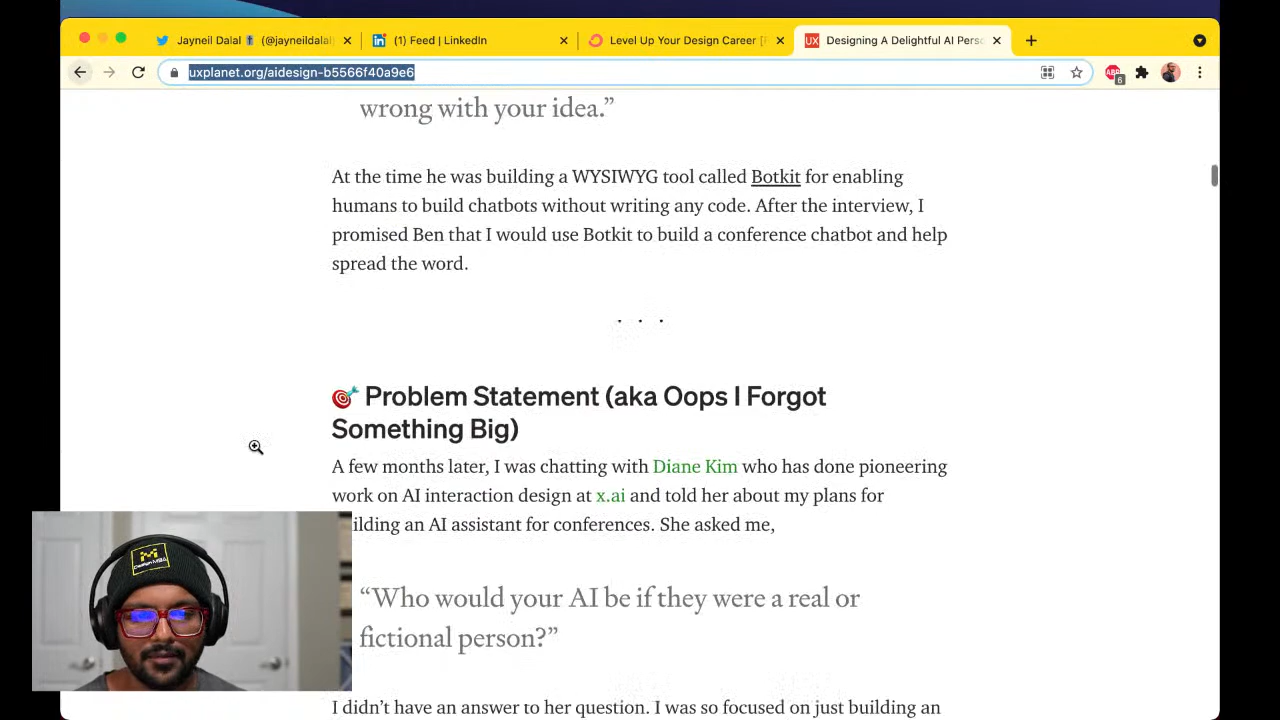 Jayneil Dalal (@jayneildalal
(1) Feed | LinkedIn
Level Up Your Design Career [
UX
Designing A Delightful AI Pers
uxplanet.org/aidesign-b5566f40a9e6
ABP
6
wrong with your idea.”
At the time he was building a WYSIWYG tool called Botkit for enabling
humans to build chatbots without writing any code. After the interview, I
promised Ben that I would use Botkit to build a conference chatbot and help
spread the word.
. . .
🎯 Problem Statement (aka Oops I Forgot
Something Big)
A few months later, I was chatting with Diane Kim who has done pioneering
work on AI interaction design at x.ai and told her about my plans for
ilding an AI assistant for conferences. She asked me,
“Who would your AI be if they were a real or
fictional person?”
I didn’t have an answer to her question. I was so focused on just building an